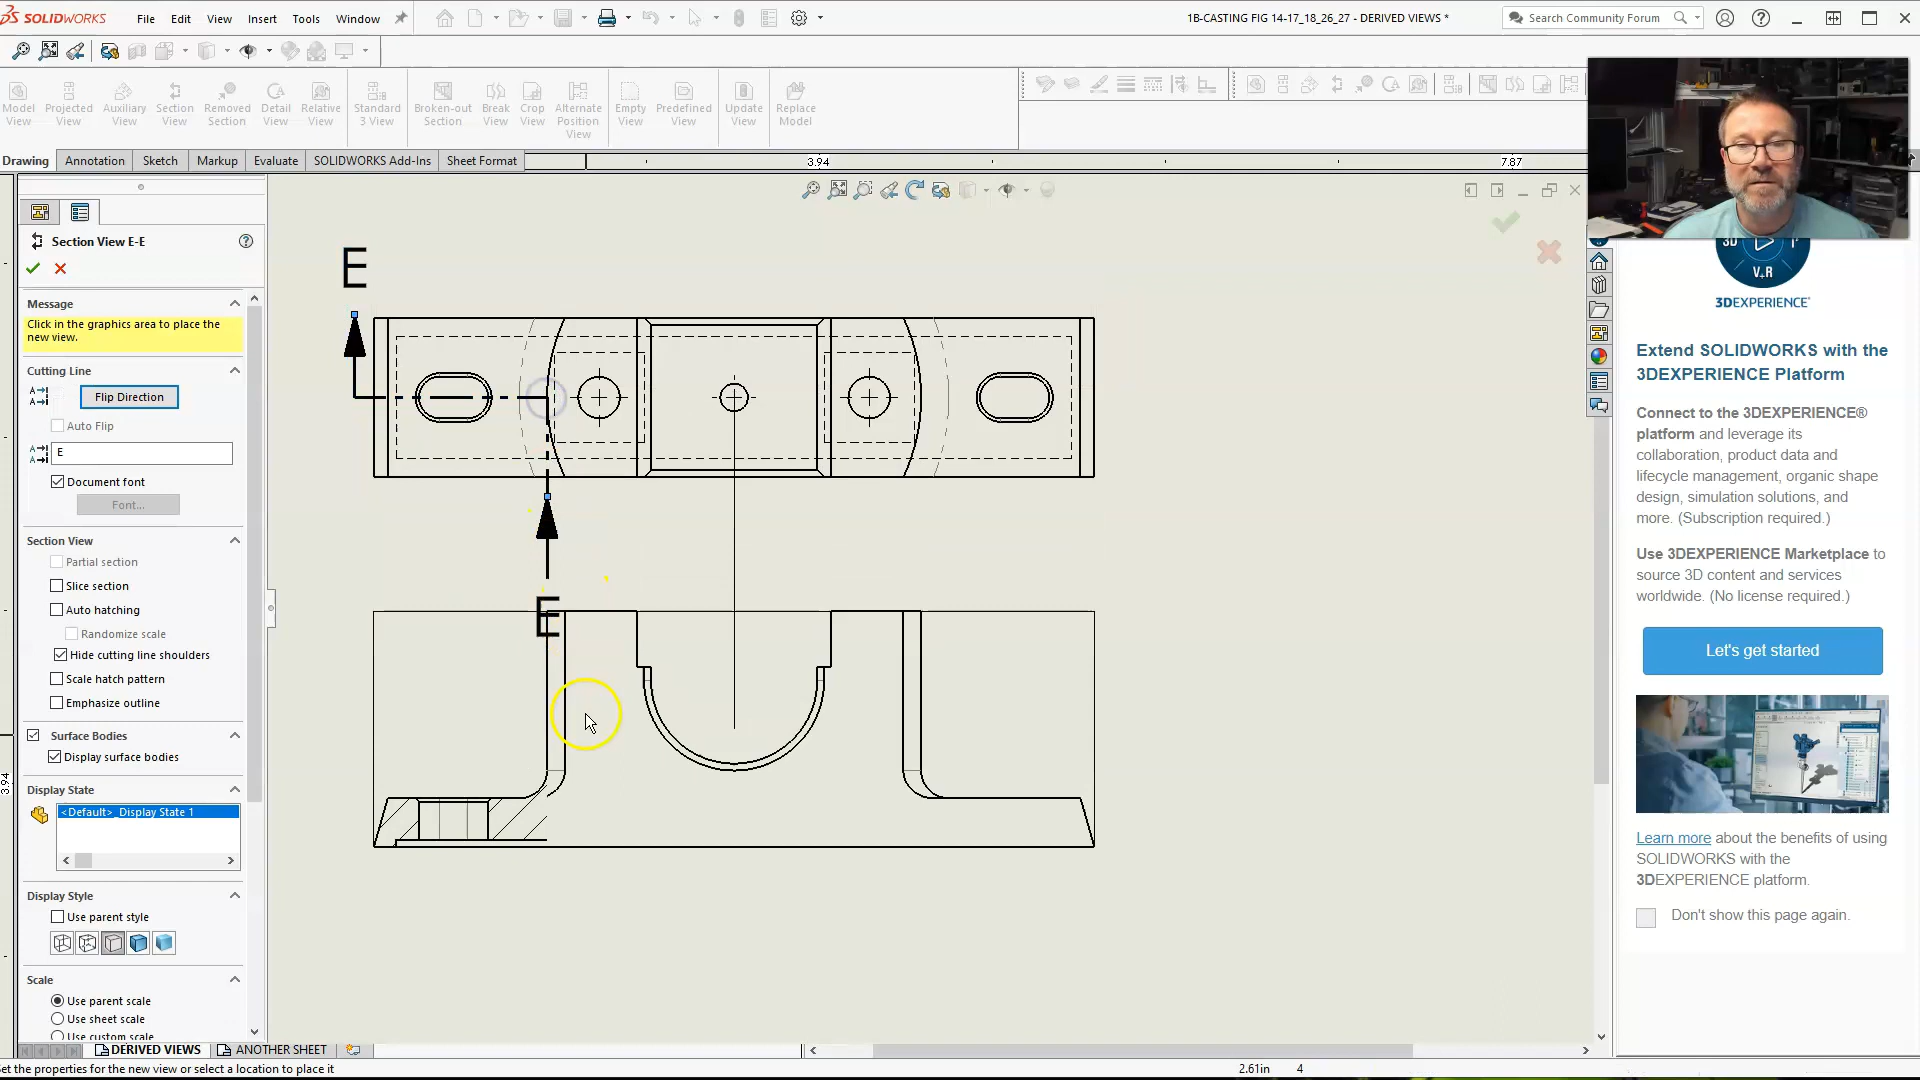 SOLIDWORKS
File Edit View Insert Tools Window
1B-CASTING FIG 14-17_18_26_27 - DERIVED VIEWS *
Search Community Forum
Model View
Projected View
Auxiliary View
Section View
Removed Section
Detail View
Relative View
Standard 3 View
Broken-out Section
Break View
Crop View
Alternate Position View
Empty View
Predefined View
Update View
Replace Model
Drawing Annotation Sketch Markup Evaluate SOLIDWORKS Add-Ins Sheet Format
3.94
7.87
3.94
Section View E-E
Message
Click in the graphics area to place the
new view.
Cutting Line
Flip Direction
Auto Flip
E
Document font
Font...
Section View
Partial section
Slice section
Auto hatching
Randomize scale
Hide cutting line shoulders
Scale hatch pattern
Emphasize outline
Surface Bodies
Display surface bodies
Display State
<Default>_Display State 1
Display Style
Use parent style
Scale
Use parent scale
Use sheet scale
Use custom scale
E
E
3D
V+R
3DEXPERIENCE
Extend SOLIDWORKS with the
3DEXPERIENCE Platform
Connect to the 3DEXPERIENCE®
platform and leverage its
collaboration, product data and
lifecycle management, organic shape
design, simulation solutions, and
more. (Subscription required.)
Use 3DEXPERIENCE Marketplace to
source 3D content and services
worldwide. (No license required.)
Let's get started
Learn more about the benefits of using
SOLIDWORKS with the
3DEXPERIENCE platform.
Don't show this page again.
DERIVED VIEWS ANOTHER SHEET
et the properties for the new view or select a location to place it
2.61in 4